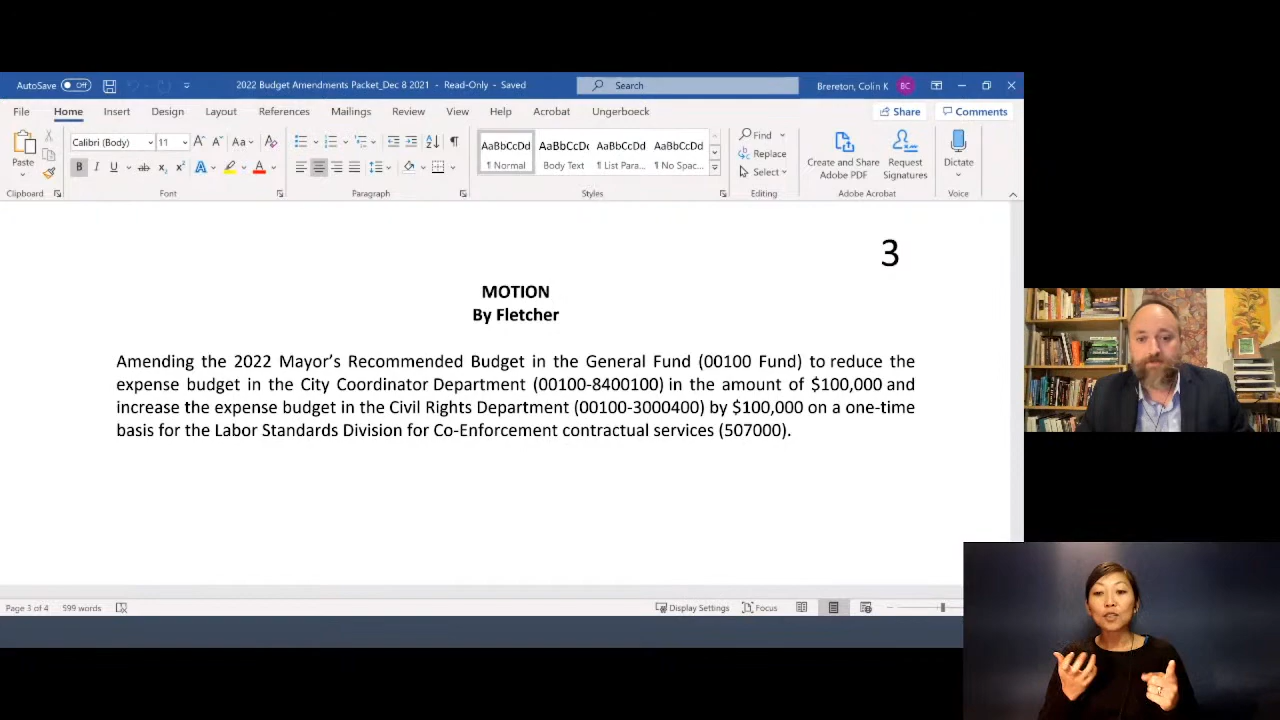 AutoSave Off 2022 Budget Amendments Packet_Dec 8 2021 - Read-Only - Saved Search Brereton, Colin K BC
File Home Insert Design Layout References Mailings Review View Help Acrobat Ungerboeck Share Comments
Paste
Clipboard
Calibri (Body) 11 Aa
B I U ab x₂ x² A A
Font
Paragraph
AaBbCcDd AaBbCcDc AaBbCcDd AaBbCcDd
¶ Normal Body Text ¶ List Para... ¶ No Spac...
Styles
Find
Replace
Select
Editing
Create and Share Adobe PDF
Request Signatures
Adobe Acrobat
Dictate
Voice
3
MOTION
By Fletcher
Amending the 2022 Mayor’s Recommended Budget in the General Fund (00100 Fund) to reduce the
expense budget in the City Coordinator Department (00100-8400100) in the amount of $100,000 and
increase the expense budget in the Civil Rights Department (00100-3000400) by $100,000 on a one-time
basis for the Labor Standards Division for Co-Enforcement contractual services (507000).
Page 3 of 4 599 words Display Settings Focus